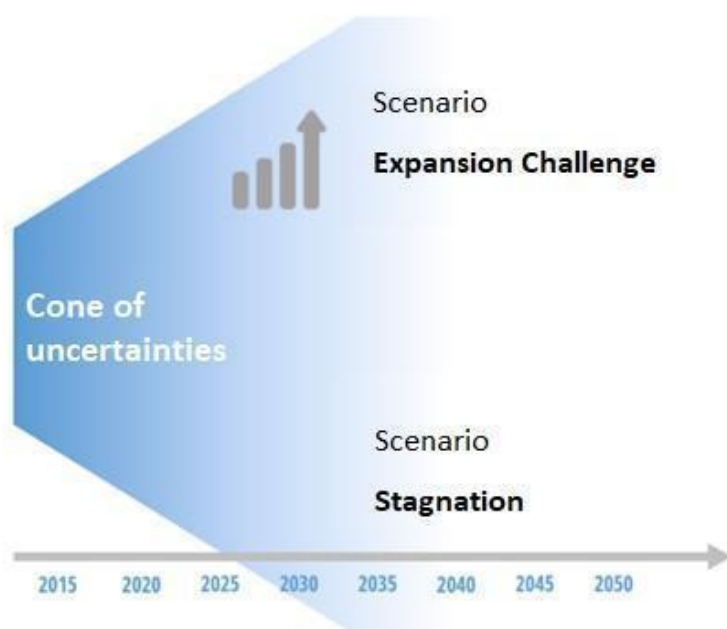 Scenario
Expansion Challenge
Cone of
uncertainties
Scenario
Stagnation
2015 2020 2025 2030 2035 2040 2045 2050